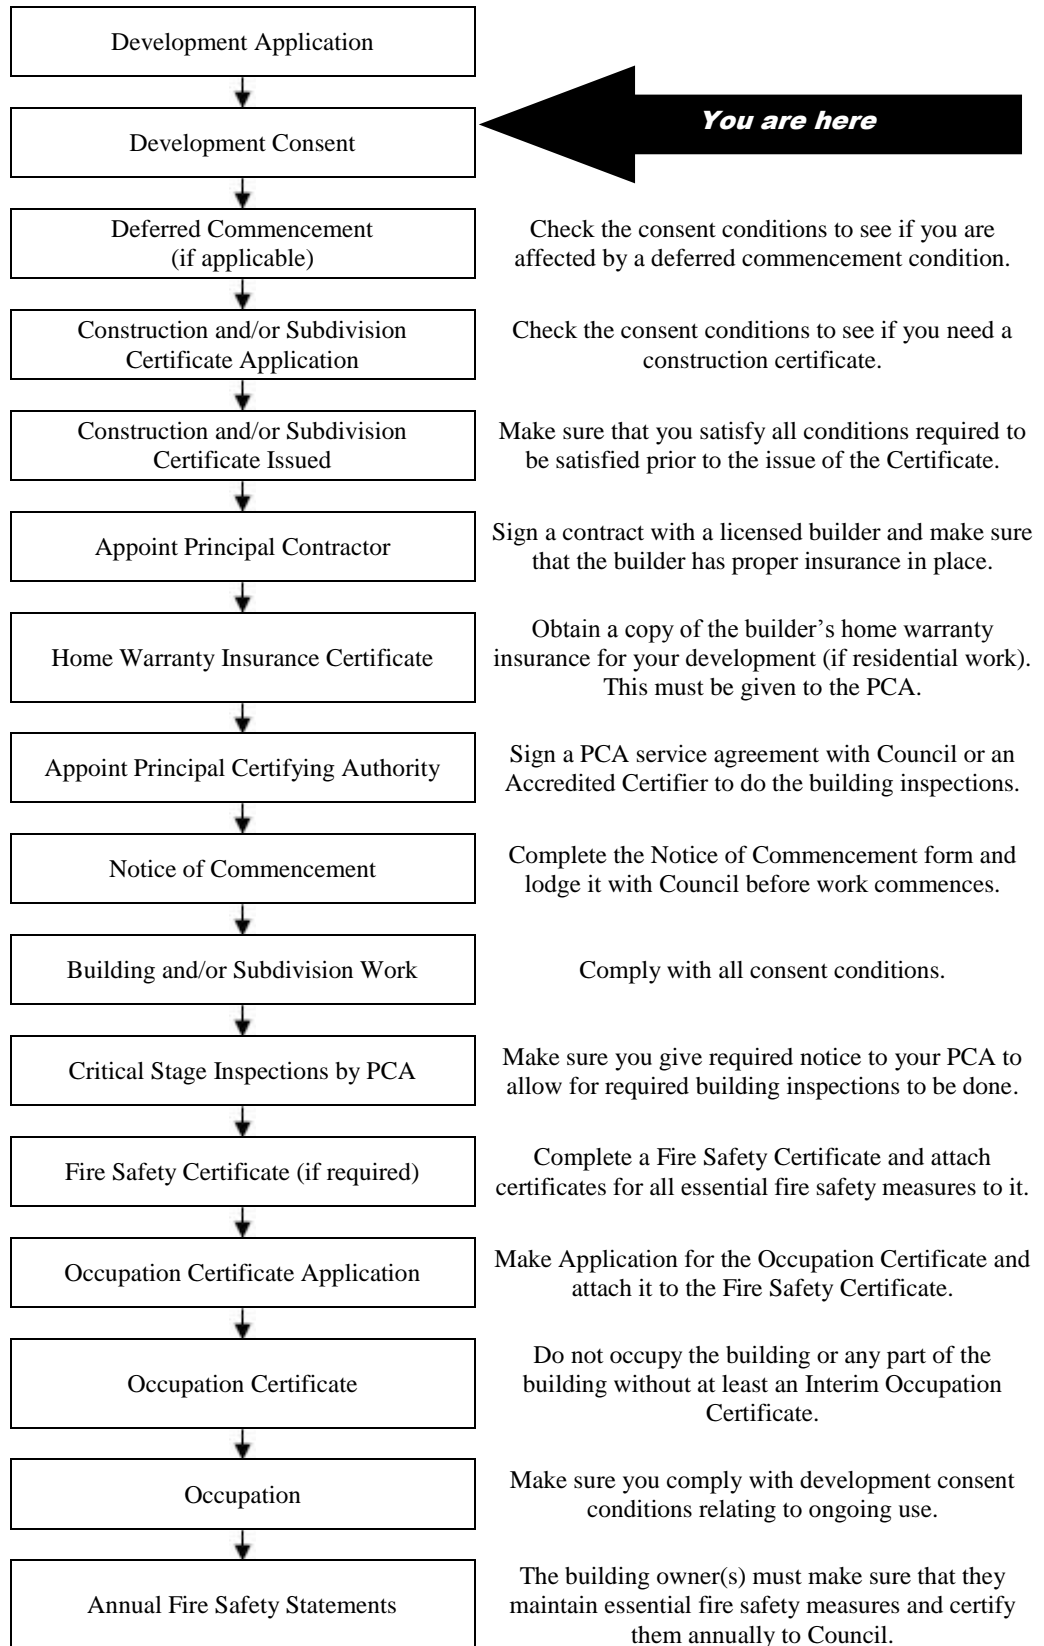 Development Application
Development Consent
You are here
Deferred Commencement
(if applicable)
Check the consent conditions to see if you are
affected by a deferred commencement condition.
Construction and/or Subdivision
Certificate Application
Check the consent conditions to see if you need a
construction certificate.
Construction and/or Subdivision
Certificate Issued
Make sure that you satisfy all conditions required to
be satisfied prior to the issue of the Certificate.
Appoint Principal Contractor
Sign a contract with a licensed builder and make sure
that the builder has proper insurance in place.
Home Warranty Insurance Certificate
Obtain a copy of the builder’s home warranty
insurance for your development (if residential work).
This must be given to the PCA.
Appoint Principal Certifying Authority
Sign a PCA service agreement with Council or an
Accredited Certifier to do the building inspections.
Notice of Commencement
Complete the Notice of Commencement form and
lodge it with Council before work commences.
Building and/or Subdivision Work
Comply with all consent conditions.
Critical Stage Inspections by PCA
Make sure you give required notice to your PCA to
allow for required building inspections to be done.
Fire Safety Certificate (if required)
Complete a Fire Safety Certificate and attach
certificates for all essential fire safety measures to it.
Occupation Certificate Application
Make Application for the Occupation Certificate and
attach it to the Fire Safety Certificate.
Occupation Certificate
Do not occupy the building or any part of the
building without at least an Interim Occupation
Certificate.
Occupation
Make sure you comply with development consent
conditions relating to ongoing use.
Annual Fire Safety Statements
The building owner(s) must make sure that they
maintain essential fire safety measures and certify
them annually to Council.